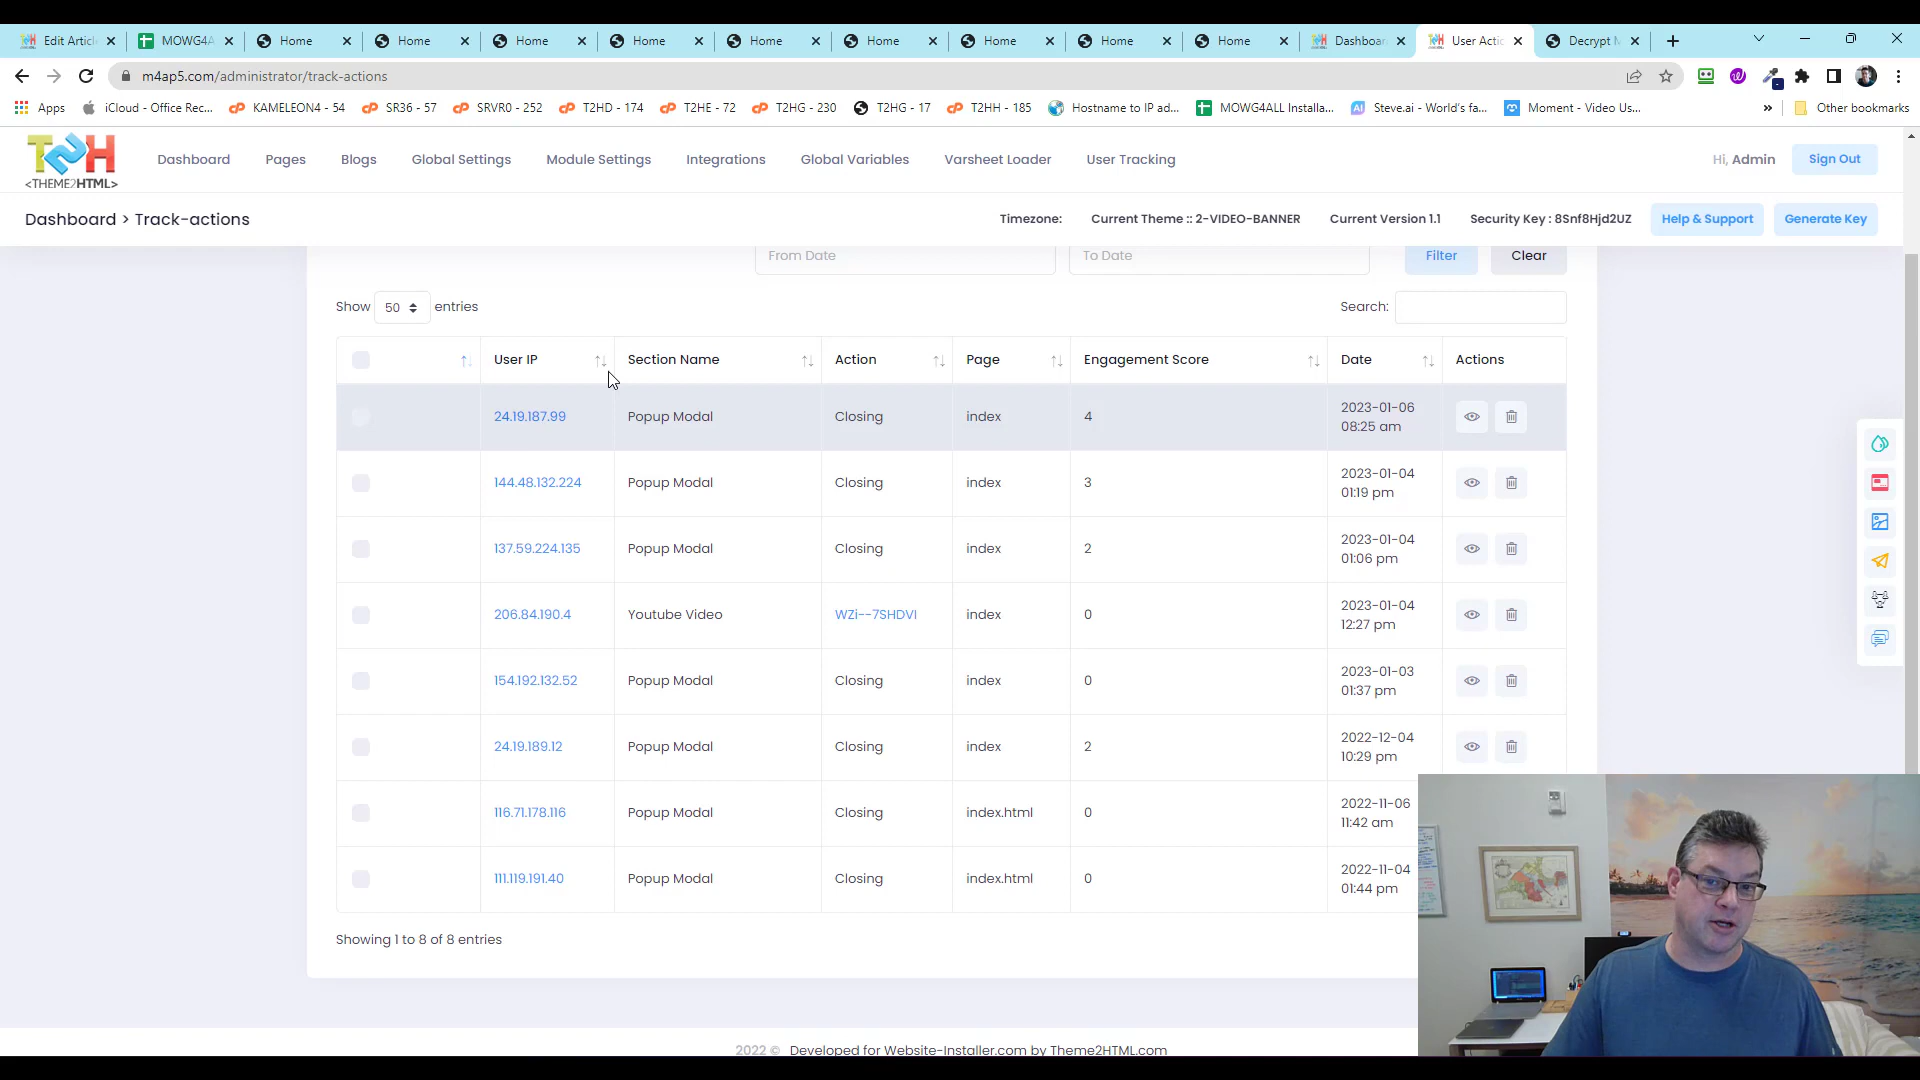 Edit Artic
MOWG4A
Home
Home
Home
Home
Home
Home
Home
Home
Home
Dashboar
User Actio
Decrypt M
m4ap5.com/administrator/track-actions
Apps
iCloud - Office Rec...
KAMELEON4 - 54
SR36 - 57
SRVR0 - 252
T2HD - 174
T2HE - 72
T2HG - 230
T2HG - 17
T2HH - 185
Hostname to IP ad...
MOWG4ALL Installa...
Steve.ai - World's fa...
Moment - Video Us...
»
Other bookmarks
T2H
<THEME2HTML>
Dashboard
Pages
Blogs
Global Settings
Module Settings
Integrations
Global Variables
Varsheet Loader
User Tracking
Hi, Admin
Sign Out
Dashboard > Track-actions
Timezone:
Current Theme :: 2-VIDEO-BANNER
Current Version 1.1
Security Key : 8Snf8Hjd2UZ
Help & Support
Generate Key
From Date
To Date
Filter
Clear
Show 50 entries
Search:
User IP
Section Name
Action
Page
Engagement Score
Date
Actions
24.19.187.99
Popup Modal
Closing
index
4
2023-01-06
08:25 am
144.48.132.224
Popup Modal
Closing
index
3
2023-01-04
01:19 pm
137.59.224.135
Popup Modal
Closing
index
2
2023-01-04
01:06 pm
206.84.190.4
Youtube Video
WZi--7SHDVI
index
0
2023-01-04
12:27 pm
154.192.132.52
Popup Modal
Closing
index
0
2023-01-03
01:37 pm
24.19.189.12
Popup Modal
Closing
index
2
2022-12-04
10:29 pm
116.71.178.116
Popup Modal
Closing
index.html
0
2022-11-06
11:42 am
111.119.191.40
Popup Modal
Closing
index.html
0
2022-11-04
01:44 pm
Showing 1 to 8 of 8 entries
2022 © Developed for Website-Installer.com by Theme2HTML.com